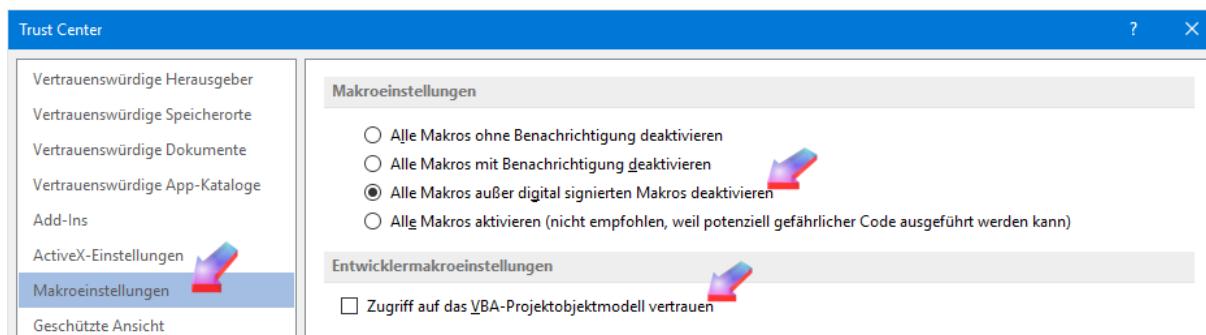 Trust Center
?
Vertrauenswürdige Herausgeber
Vertrauenswürdige Speicherorte
Vertrauenswürdige Dokumente
Vertrauenswürdige App-Kataloge
Add-Ins
ActiveX-Einstellungen
Makroeinstellungen
Geschützte Ansicht
Makroeinstellungen
Alle Makros ohne Benachrichtigung deaktivieren
Alle Makros mit Benachrichtigung deaktivieren
Alle Makros außer digital signierten Makros deaktivieren
Alle Makros aktivieren (nicht empfohlen, weil potenziell gefährlicher Code ausgeführt werden kann)
Entwicklermakroeinstellungen
Zugriff auf das VBA-Projektobjektmodell vertrauen